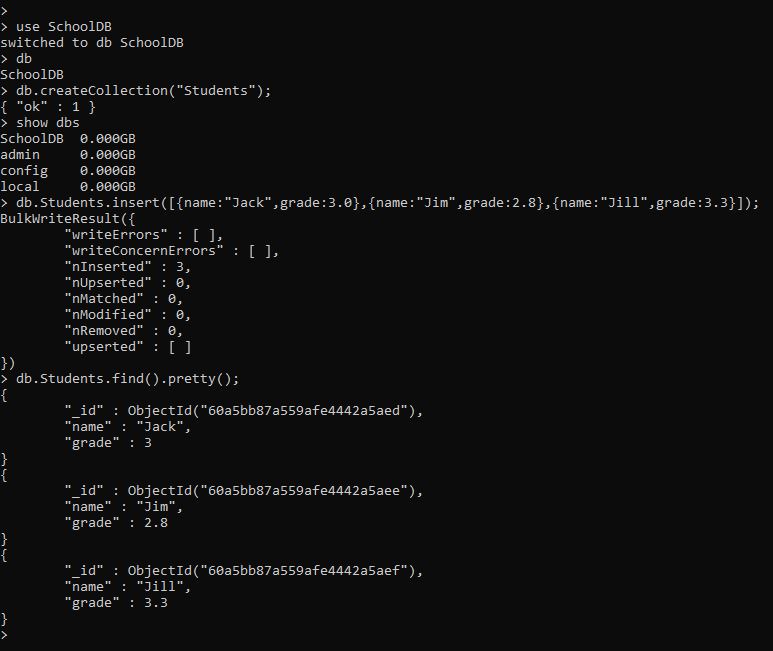 >
> use SchoolDB
switched to db SchoolDB
> db
SchoolDB
> db.createCollection("Students");
{ "ok" : 1 }
> show dbs
SchoolDB  0.000GB
admin     0.000GB
config    0.000GB
local     0.000GB
> db.Students.insert([{name:"Jack",grade:3.0},{name:"Jim",grade:2.8},{name:"Jill",grade:3.3}]);
BulkWriteResult({
        "writeErrors" : [ ],
        "writeConcernErrors" : [ ],
        "nInserted" : 3,
        "nUpserted" : 0,
        "nMatched" : 0,
        "nModified" : 0,
        "nRemoved" : 0,
        "upserted" : [ ]
})
> db.Students.find().pretty();
{
        "_id" : ObjectId("60a5bb87a559afe4442a5aed"),
        "name" : "Jack",
        "grade" : 3
}
{
        "_id" : ObjectId("60a5bb87a559afe4442a5aee"),
        "name" : "Jim",
        "grade" : 2.8
}
{
        "_id" : ObjectId("60a5bb87a559afe4442a5aef"),
        "name" : "Jill",
        "grade" : 3.3
}
>